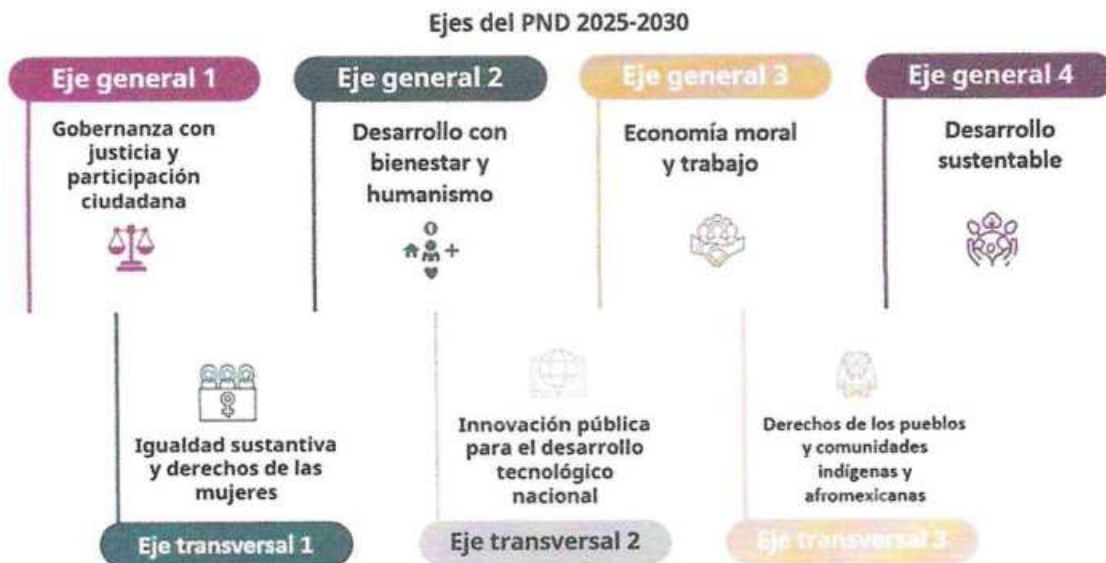 Ejes del PND 2025-2030
Eje general 1
Gobernanza con
justicia y
participación
ciudadana
Eje general 2
Desarrollo con
bienestar y
humanismo
Eje general 3
Economía moral
y trabajo
Eje general 4
Desarrollo
sustentable
Igualdad sustantiva
y derechos de las
mujeres
Eje transversal 1
Innovación pública
para el desarrollo
tecnológico
nacional
Eje transversal 2
Derechos de los pueblos
y comunidades
indígenas y
afromexicanas
Eje transversal 3